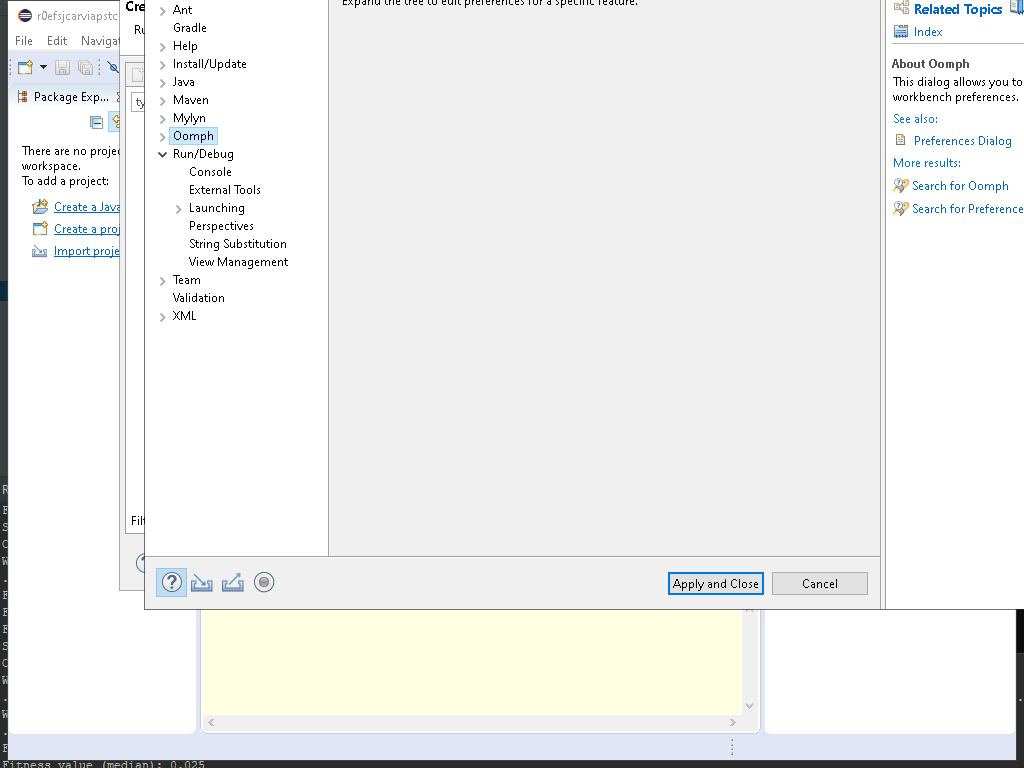 r0efsjcarviapstc
File Edit Naviga
Package Exp...
There are no proje
workspace.
To add a project:
Create a Java
Create a proj
Import proje
Cre
Ru
ty
Filt
Expand the tree to edit preferences for a specific feature.
Ant
Gradle
Help
Install/Update
Java
Maven
Mylyn
Oomph
Run/Debug
Console
External Tools
Launching
Perspectives
String Substitution
View Management
Team
Validation
XML
Apply and Close
Cancel
Related Topics
Index
About Oomph
This dialog allows you to
workbench preferences.
See also:
Preferences Dialog
More results:
Search for Oomph
Search for Preference
Fitness value (median): 0.025